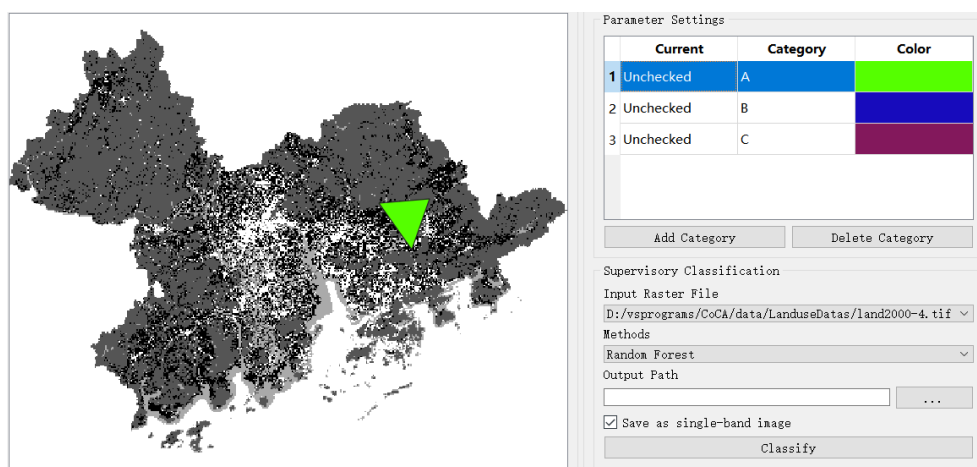 Parameter Settings
Current Category Color
1 Unchecked A
2 Unchecked B
3 Unchecked C
Add Category Delete Category
Supervisory Classification
Input Raster File
D:/vsprograms/CoCA/data/LanduseDatas/land2000-4.tif
Methods
Random Forest
Output Path
...
Save as single-band image
Classify